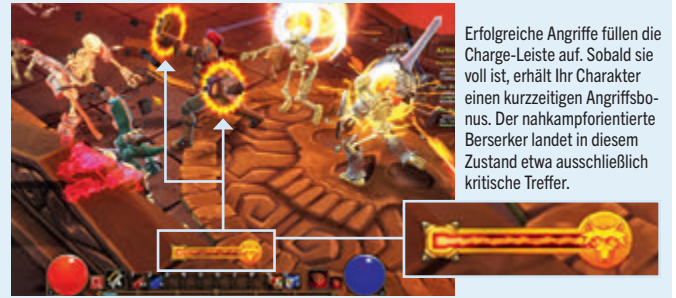 Erfolgreiche Angriffe füllen die
Charge-Leiste auf. Sobald sie
voll ist, erhält Ihr Charakter
einen kurzzeitigen Angriffsbo-
nus. Der nahkampforientierte
Berserker landet in diesem
Zustand etwa ausschließlich
kritische Treffer.